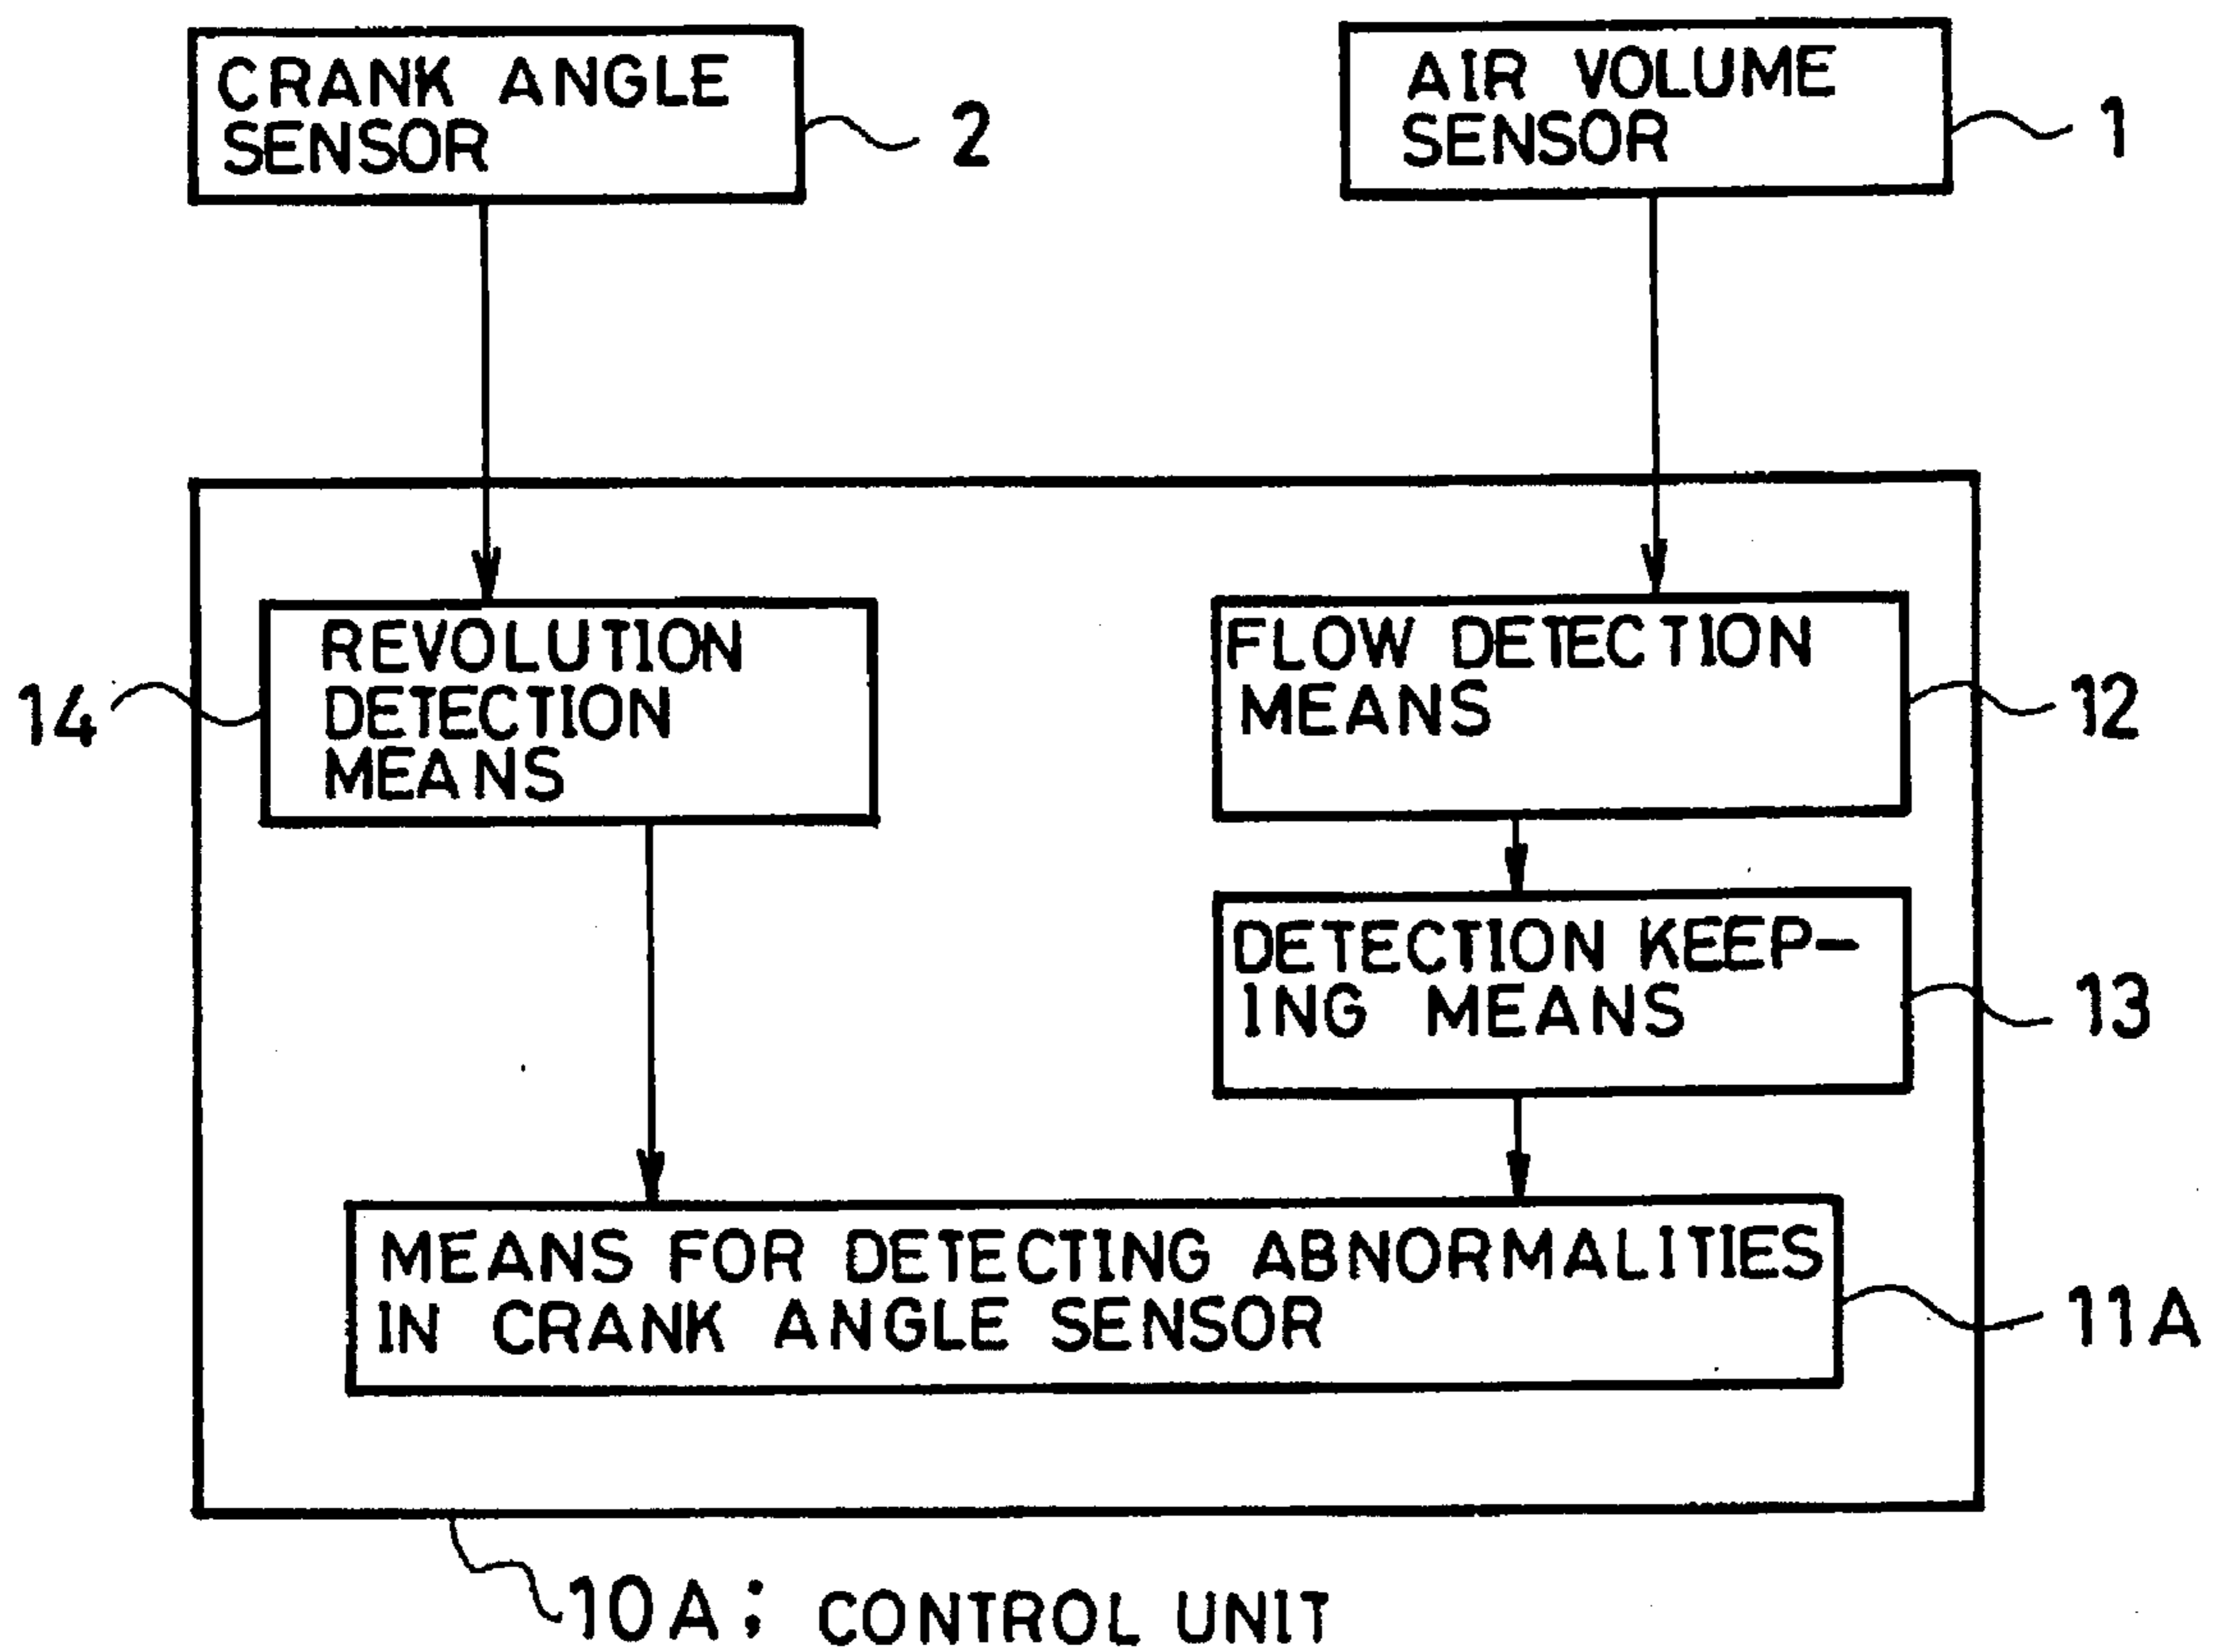 CRANK ANGLE
SENSOR
2
AIR VOLUME
SENSOR
1
REVOLUTION
DETECTION
MEANS
14
FLOW DETECTION
MEANS
12
DETECTION KEEP-
ING MEANS
13
MEANS FOR DETECTING ABNORMALITIES
IN CRANK ANGLE SENSOR
11A
10A; CONTROL UNIT